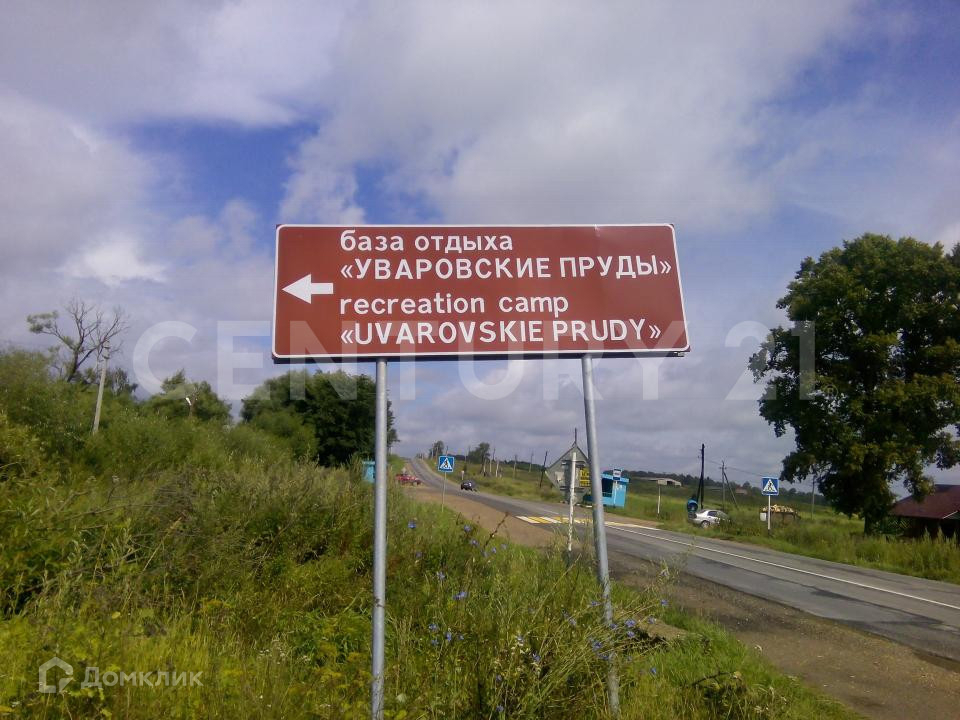 база отдыха
«УВАРОВСКИЕ ПРУДЫ»
recreation camp
«UVAROVSKIE PRUDY»
CENTURY 21
Домклик